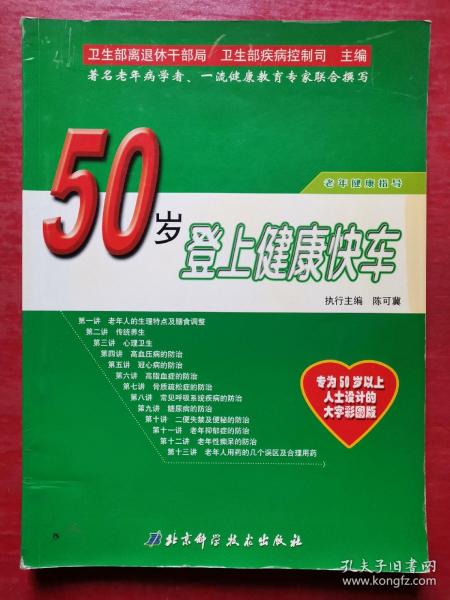 卫生部离退休干部局 卫生部疾病控制司 主编
著名老年病学者、一流健康教育专家联合撰写
老年健康指导
50岁
登上健康快车
执行主编 陈可冀
第一讲 老年人的生理特点及膳食调整
第二讲 传统养生
第三讲 心理卫生
第四讲 高血压病的防治
第五讲 冠心病的防治
第六讲 高脂血症的防治
第七讲 骨质疏松症的防治
第八讲 常见呼吸系统疾病的防治
第九讲 糖尿病的防治
第十讲 二便失禁及便秘的防治
第十一讲 老年抑郁症的防治
第十二讲 老年性痴呆的防治
第十三讲 老年人用药的几个误区及合理用药
专为50岁以上
人士设计的
大字彩图版
北京科学技术出版社
孔夫子旧书网
www.kongfz.com